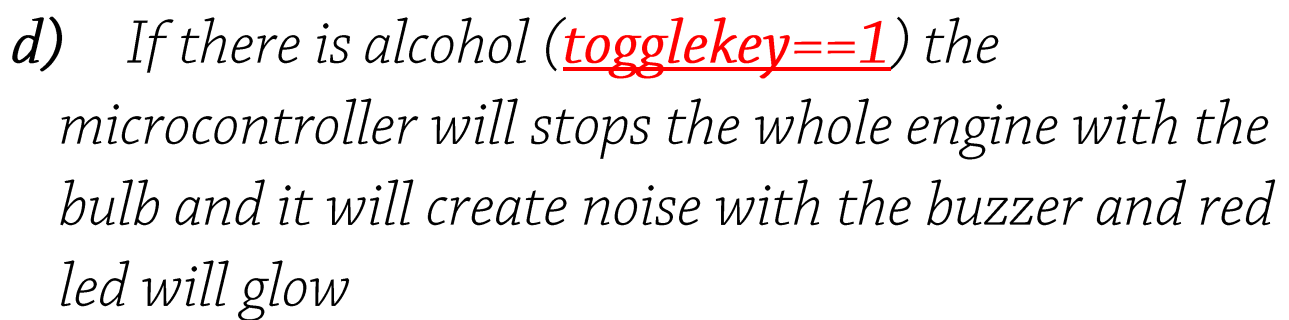 d) If there is alcohol (togglekey==1) the
microcontroller will stops the whole engine with the
bulb and it will create noise with the buzzer and red
led will glow